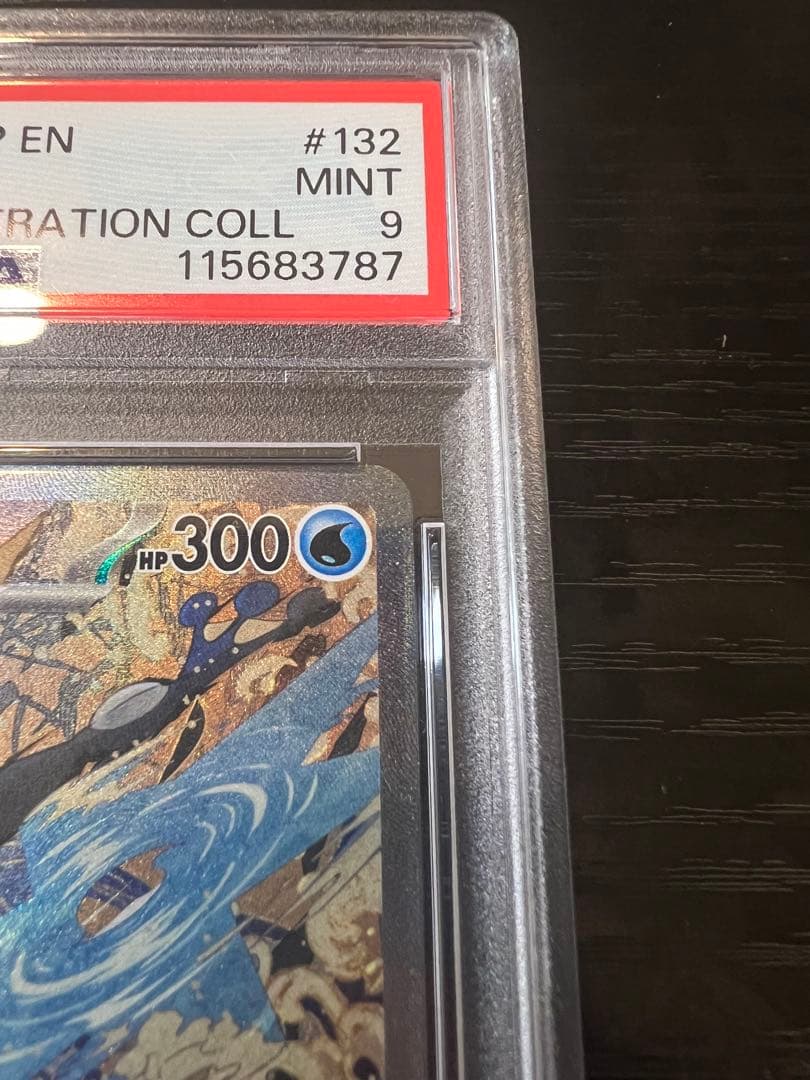 EN #132
MINT
TRATION COLL 9
115683787
HP300